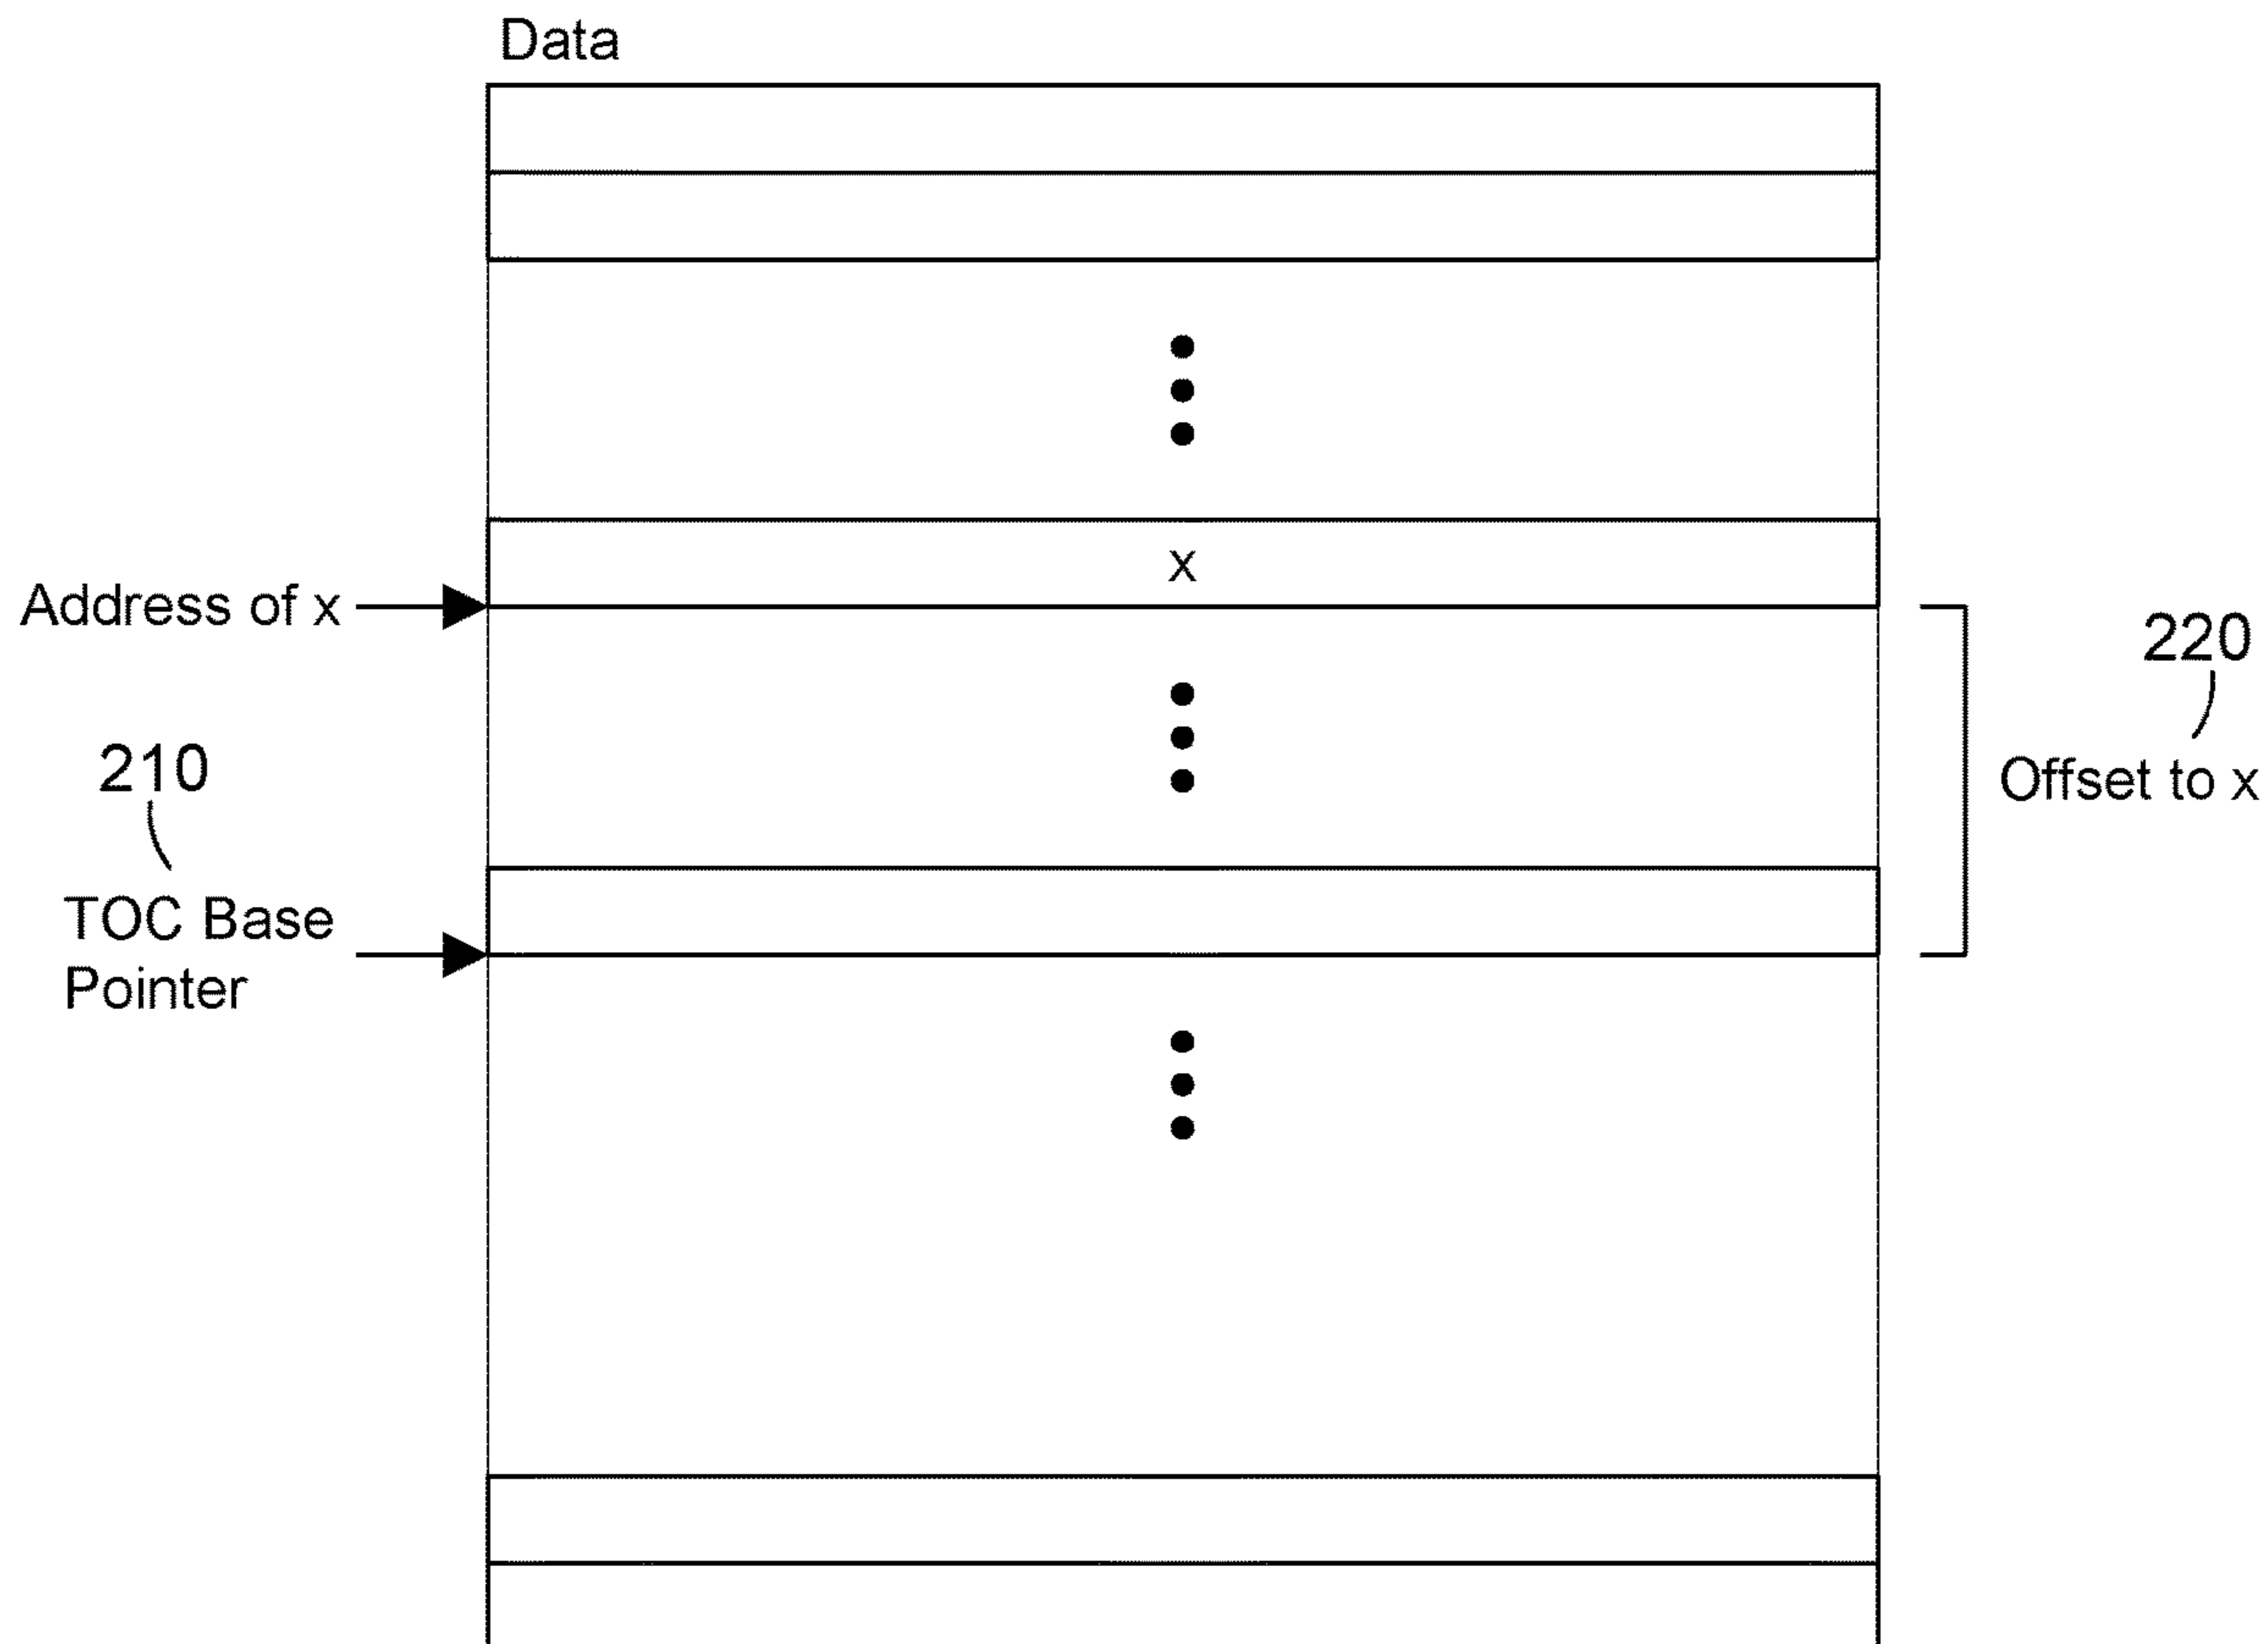 Data
x
Address of x
220
210
Offset to x
TOC Base
Pointer